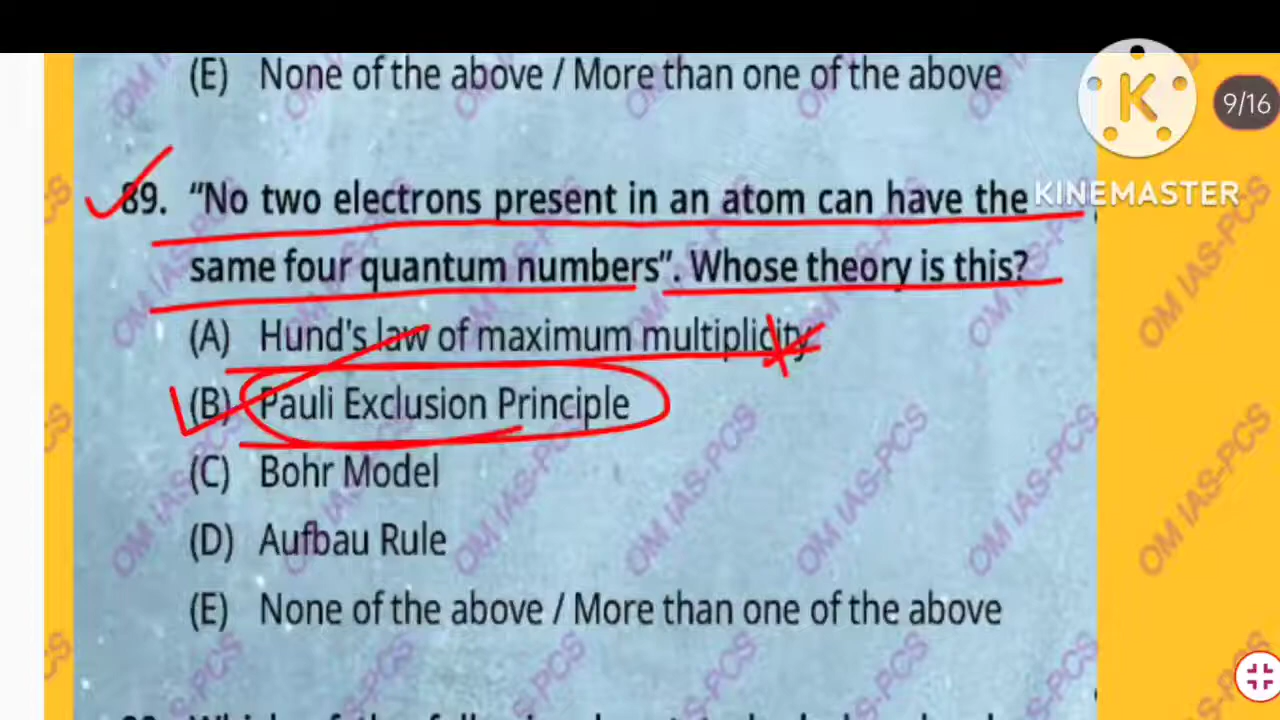 (E) None of the above / More than one of the above
9/16
K
KINEMASTER
89. "No two electrons present in an atom can have the
same four quantum numbers". Whose theory is this?
(A) Hund's law of maximum multiplicity
(B) Pauli Exclusion Principle
(C) Bohr Model
(D) Aufbau Rule
(E) None of the above / More than one of the above
OM IAS-PCS